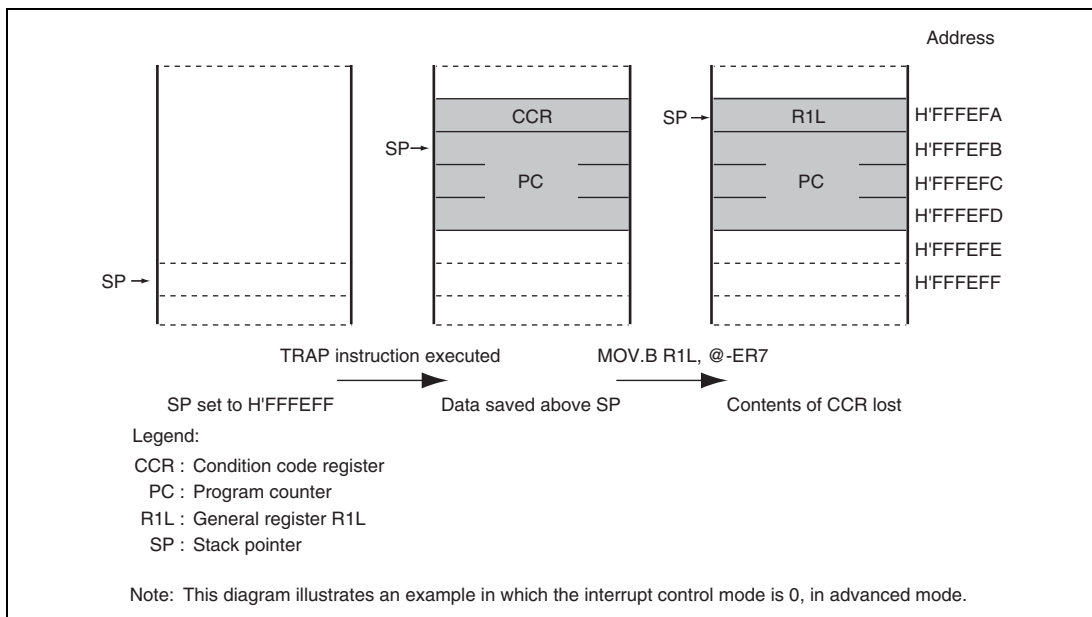 Address
CCR
SP
R1L
H'FFFEFA
SP
H'FFFEFB
PC
PC
H'FFFEFC
H'FFFEFD
H'FFFEFE
SP
H'FFFEFF
TRAP instruction executed
MOV.B R1L, @-ER7
SP set to H'FFFEFF
Data saved above SP
Contents of CCR lost
Legend:
CCR : Condition code register
PC : Program counter
R1L : General register R1L
SP : Stack pointer
Note: This diagram illustrates an example in which the interrupt control mode is 0, in advanced mode.